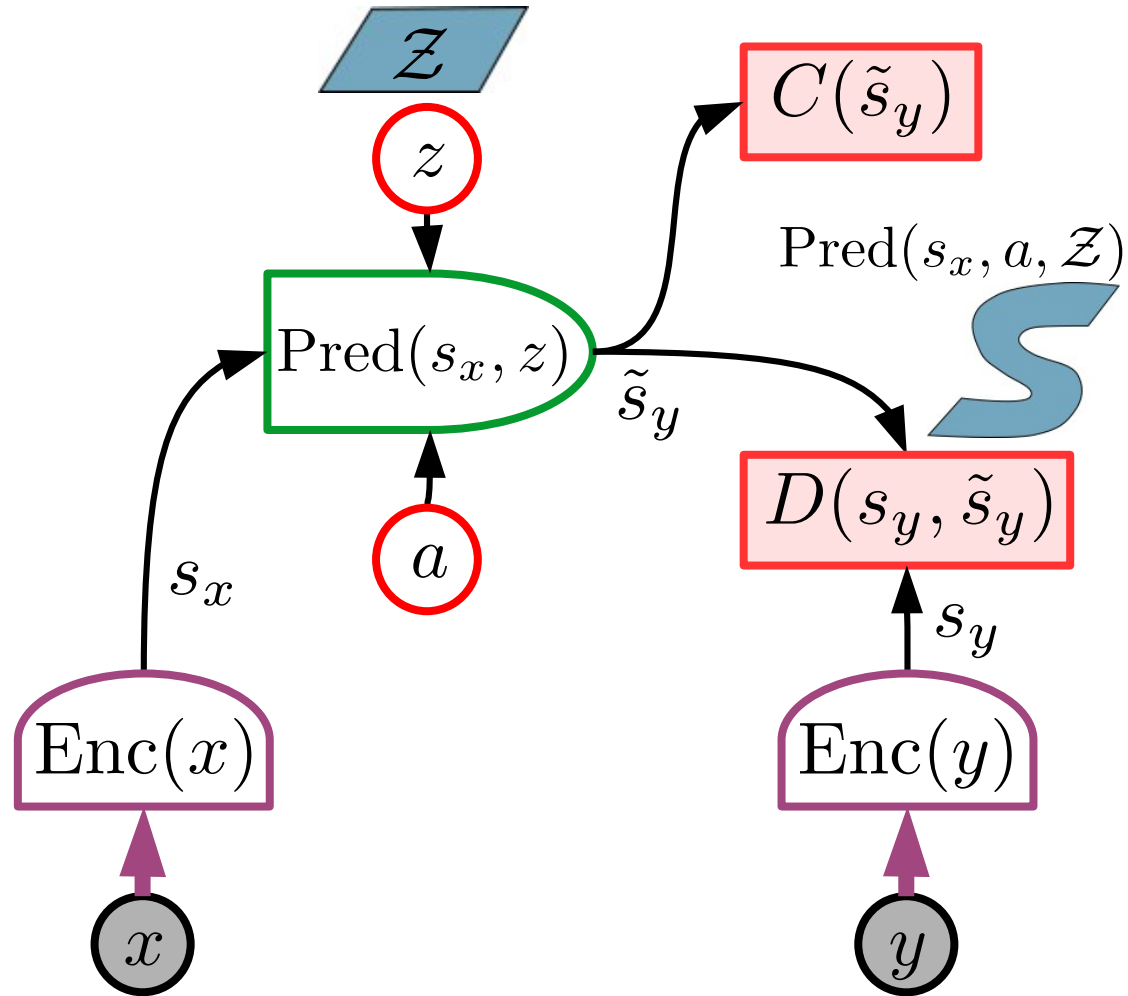 𝒵
z
C(s̃_y)
Pred(s_x, a, 𝒵)
Pred(s_x, z)
s̃_y
D(s_y, s̃_y)
a
s_x
s_y
Enc(x)
Enc(y)
x
y